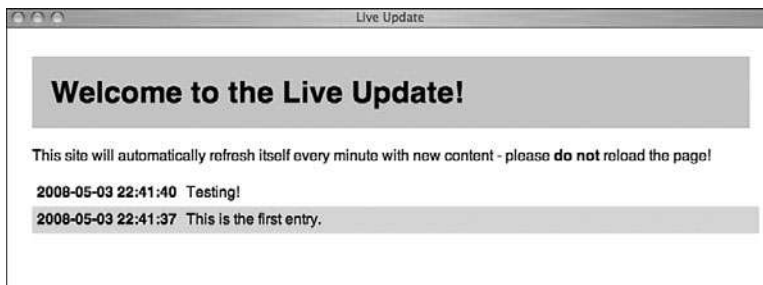 Live Update
Welcome to the Live Update!
This site will automatically refresh itself every minute with new content - please do not reload the page!
2008-05-03 22:41:40 Testing!
2008-05-03 22:41:37 This is the first entry.